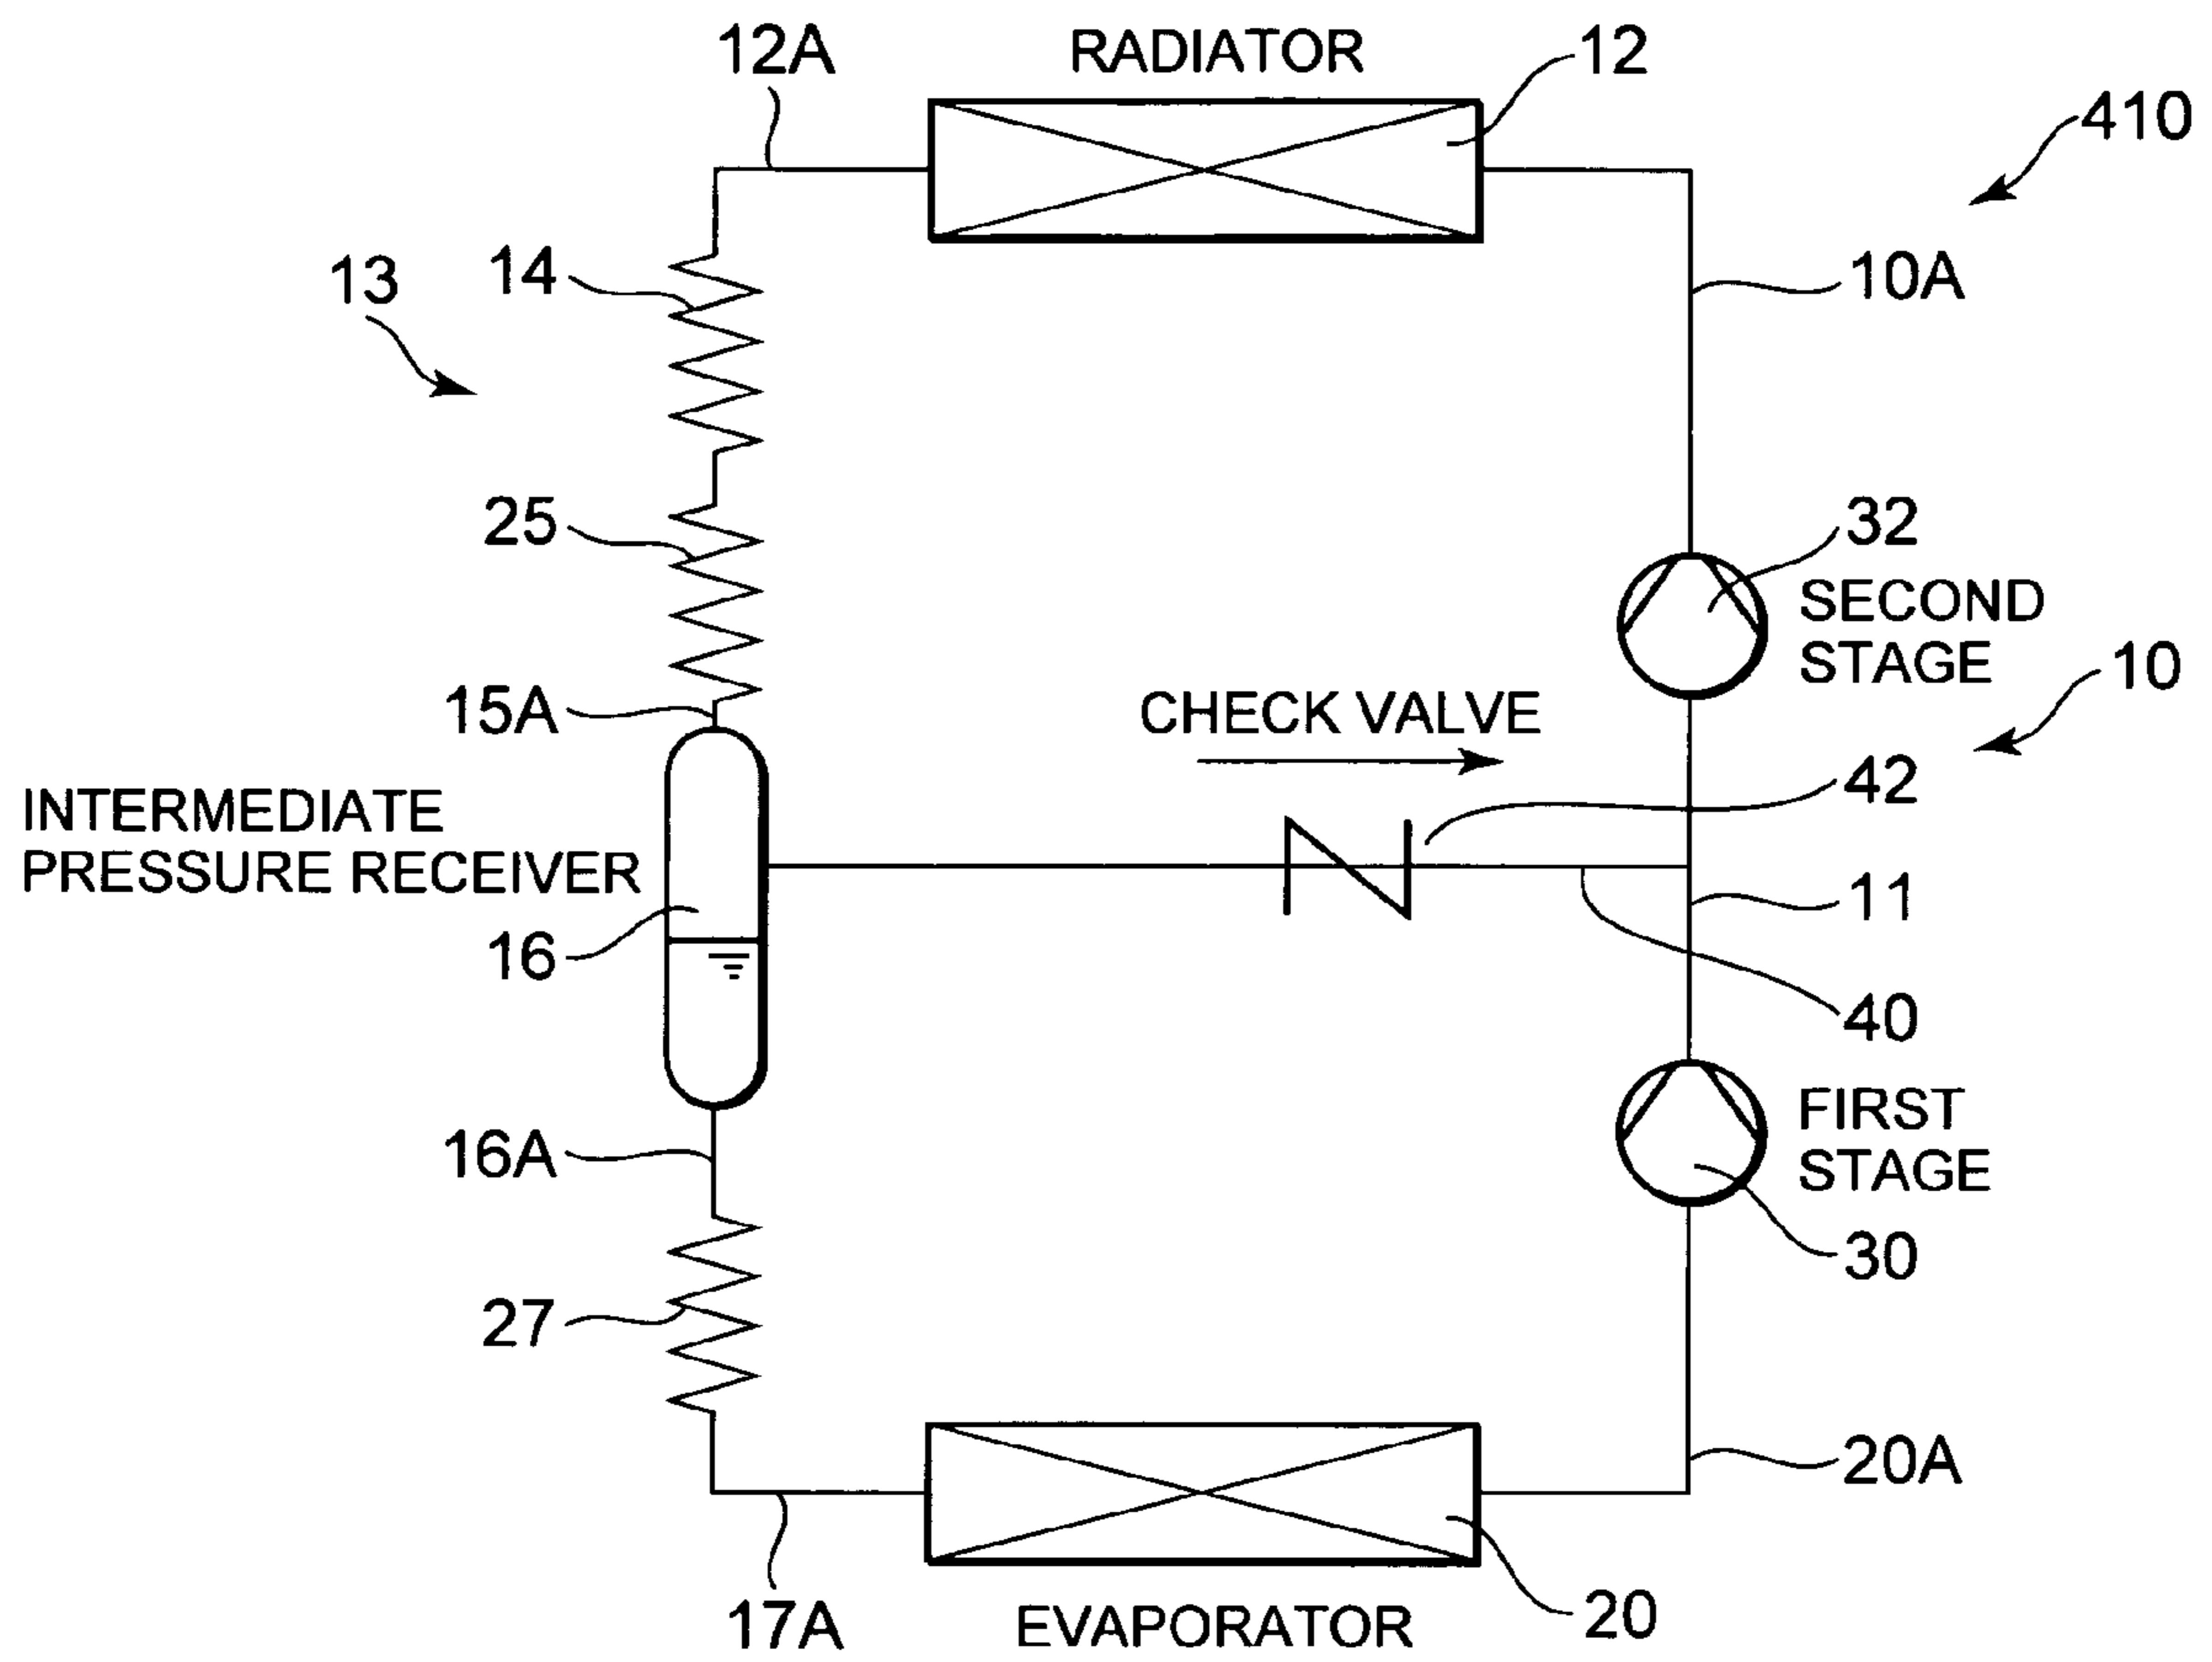 12A
RADIATOR
12
410
13
14
10A
25
32
SECOND
STAGE
10
15A
CHECK VALVE
42
INTERMEDIATE
PRESSURE RECEIVER
16
11
40
FIRST
STAGE
16A
30
27
20A
17A
EVAPORATOR
20